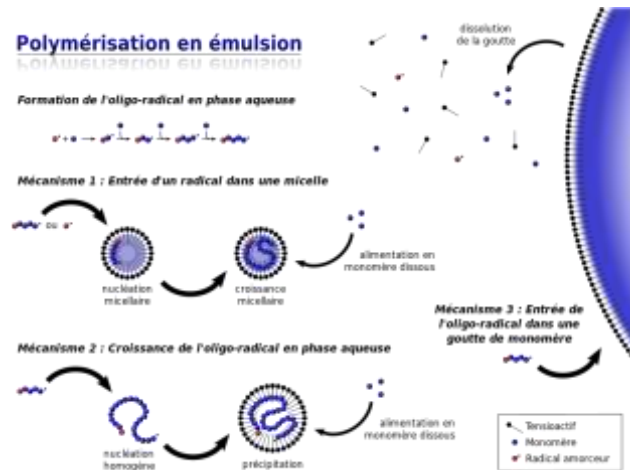 Polymérisation en émulsion
dissolution
de la goutte
Formation de l'oligo-radical en phase aqueuse
Mécanisme 1 : Entrée d'un radical dans une micelle
ou
nucléation
micellaire
croissance
micellaire
alimentation en
monomère dissous
Mécanisme 3 : Entrée de
l'oligo-radical dans une
goutte de monomère
Mécanisme 2 : Croissance de l'oligo-radical en phase aqueuse
nucléation
homogène
précipitation
alimentation en
monomère dissous
Tensioactif
Monomère
Radical amorceur